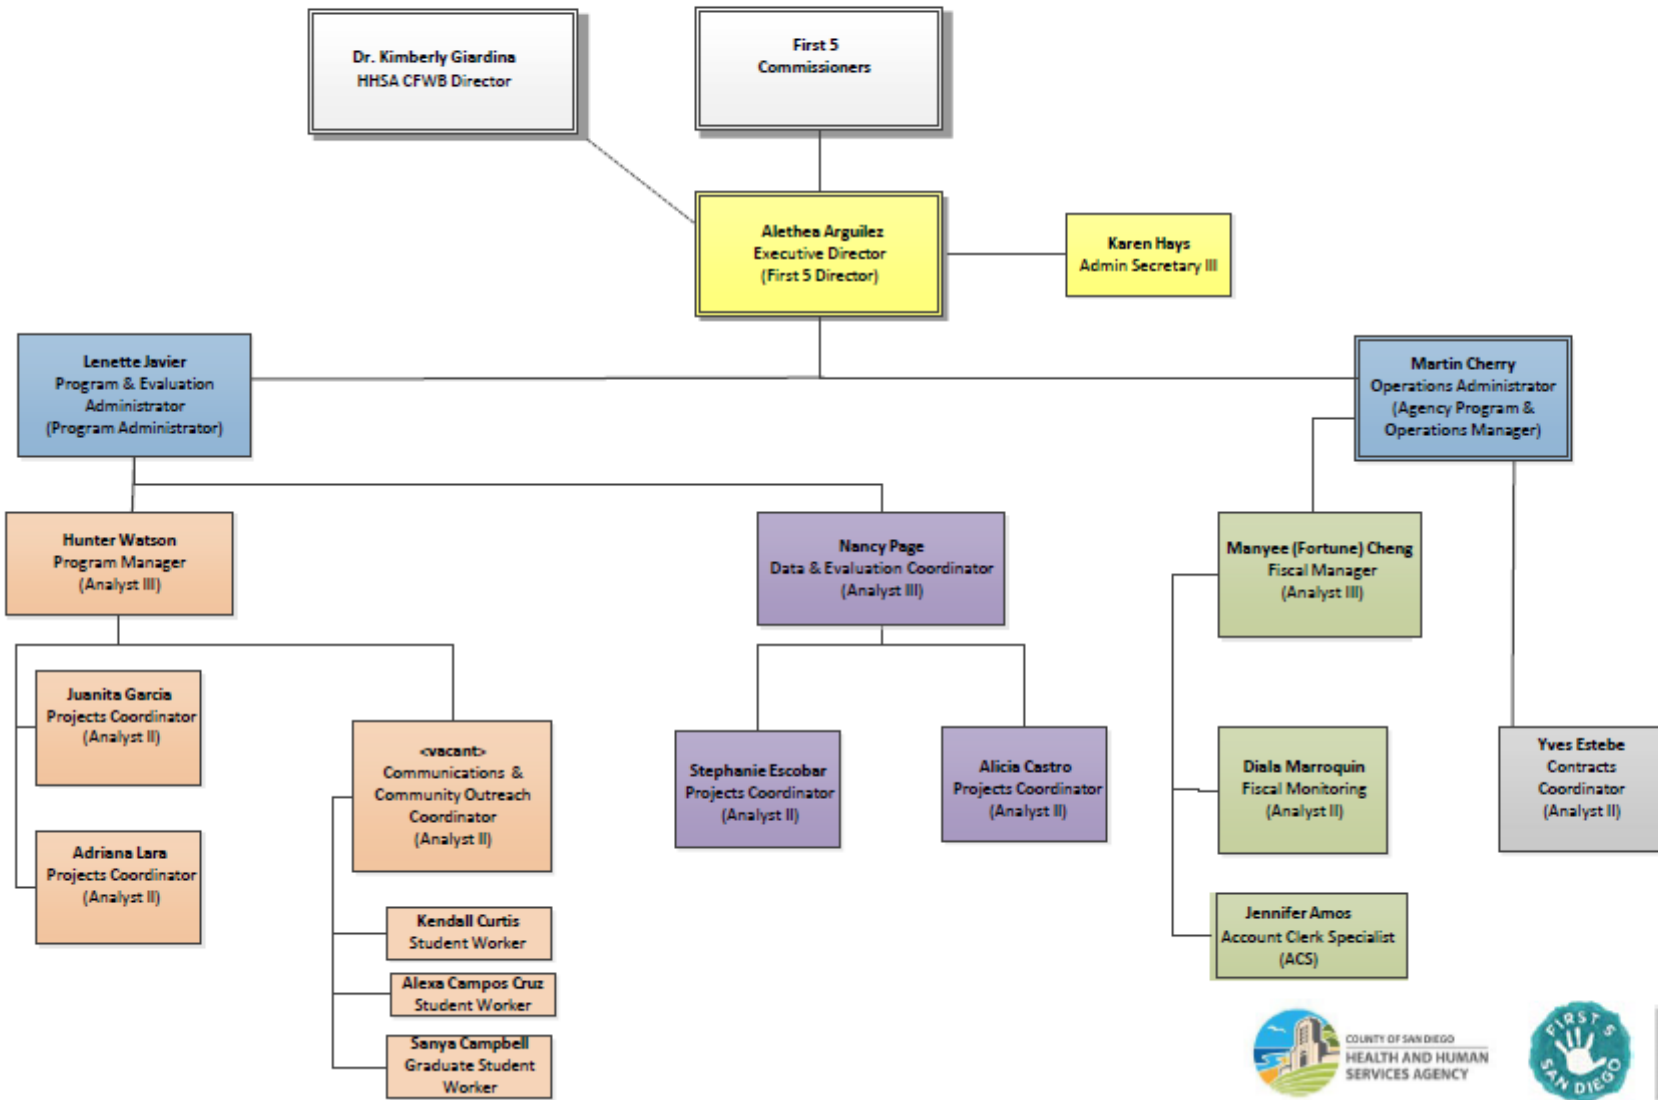 Dr. Kimberly Giardina
HHSA CFWB Director
First 5
Commissioners
Alethea Arguilez
Executive Director
(First 5 Director)
Karen Hays
Admin Secretary III
Lenette Javier
Program & Evaluation
Administrator
(Program Administrator)
Martin Cherry
Operations Administrator
(Agency Program &
Operations Manager)
Hunter Watson
Program Manager
(Analyst III)
Nancy Page
Data & Evaluation Coordinator
(Analyst III)
Manyee (Fortune) Cheng
Fiscal Manager
(Analyst III)
Juanita Garcia
Projects Coordinator
(Analyst II)
<vacant>
Communications &
Community Outreach
Coordinator
(Analyst II)
Stephanie Escobar
Projects Coordinator
(Analyst II)
Alicia Castro
Projects Coordinator
(Analyst II)
Diala Marroquin
Fiscal Monitoring
(Analyst II)
Yves Estebe
Contracts
Coordinator
(Analyst II)
Adriana Lara
Projects Coordinator
(Analyst II)
Kendall Curtis
Student Worker
Alexa Campos Cruz
Student Worker
Sanya Campbell
Graduate Student
Worker
Jennifer Amos
Account Clerk Specialist
(ACS)
COUNTY OF SAN DIEGO
HEALTH AND HUMAN
SERVICES AGENCY
FIRST 5
SAN DIEGO